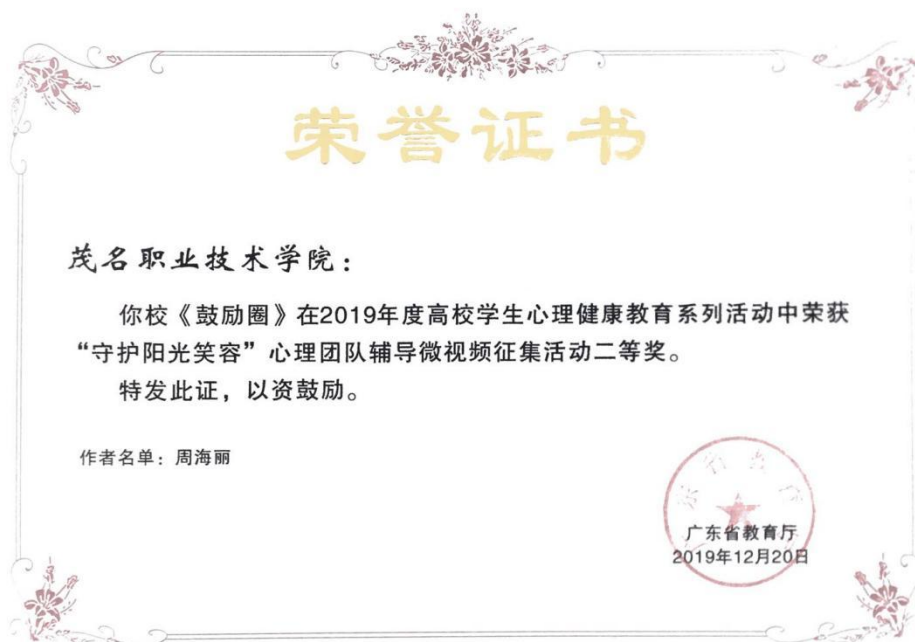 荣誉证书
茂名职业技术学院：
你校《鼓励圈》在2019年度高校学生心理健康教育系列活动中荣获
“守护阳光笑容”心理团队辅导微视频征集活动二等奖。
特发此证，以资鼓励。
作者名单：周海丽
广东省教育厅
2019年12月20日